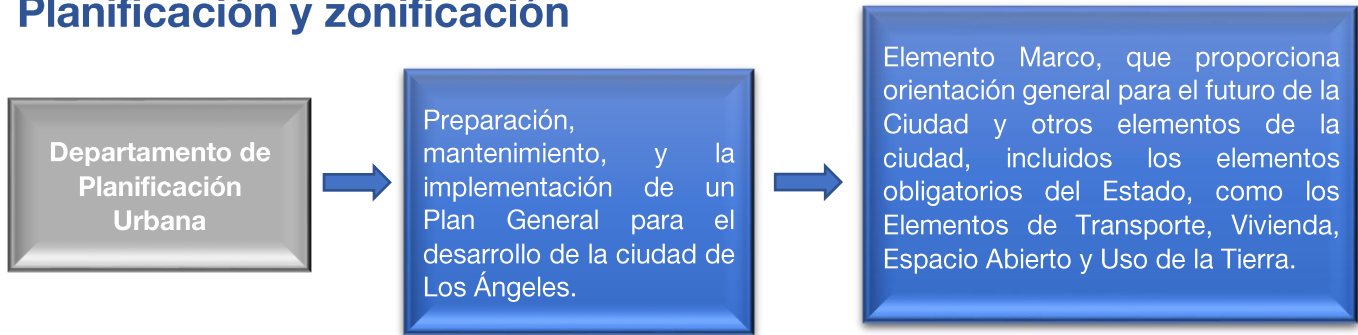 Planificación y zonificación
Departamento de
Planificación
Urbana
Preparación,
mantenimiento, y la
implementación de un
Plan General para el
desarrollo de la ciudad de
Los Ángeles.
Elemento Marco, que proporciona
orientación general para el futuro de la
Ciudad y otros elementos de la
ciudad, incluidos los elementos
obligatorios del Estado, como los
Elementos de Transporte, Vivienda,
Espacio Abierto y Uso de la Tierra.